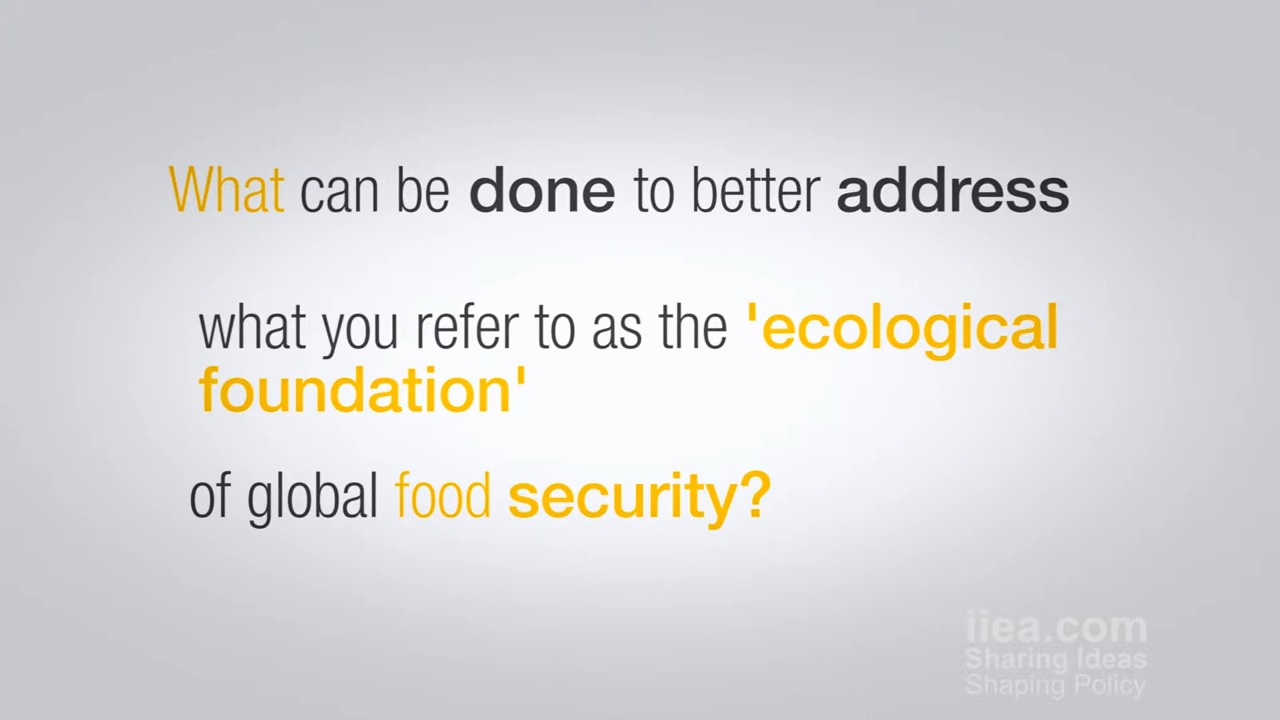 What can be done to better address
what you refer to as the 'ecological
foundation'
of global food security?
iiea.com
Sharing Ideas
Shaping Policy